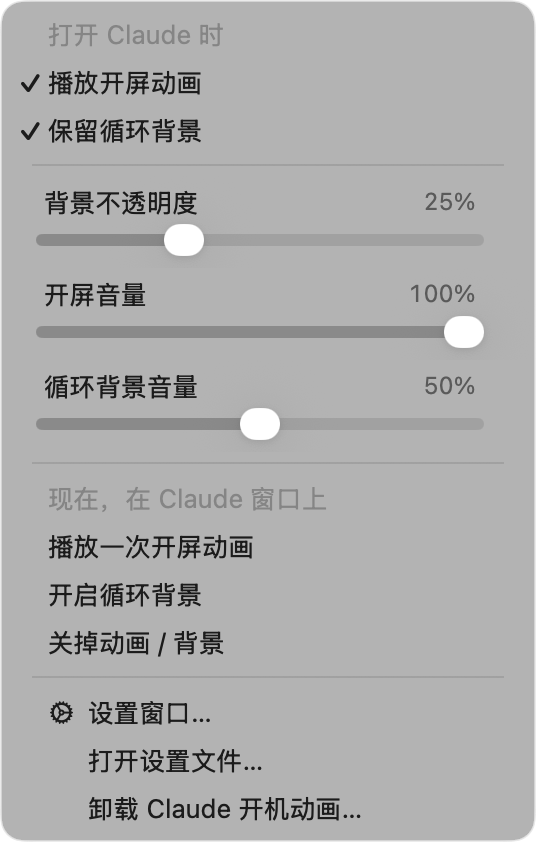 打开 Claude 时
播放开屏动画
保留循环背景
背景不透明度 25%
开屏音量 100%
循环背景音量 50%
现在，在 Claude 窗口上
播放一次开屏动画
开启循环背景
关掉动画 / 背景
设置窗口...
打开设置文件...
卸载 Claude 开机动画...